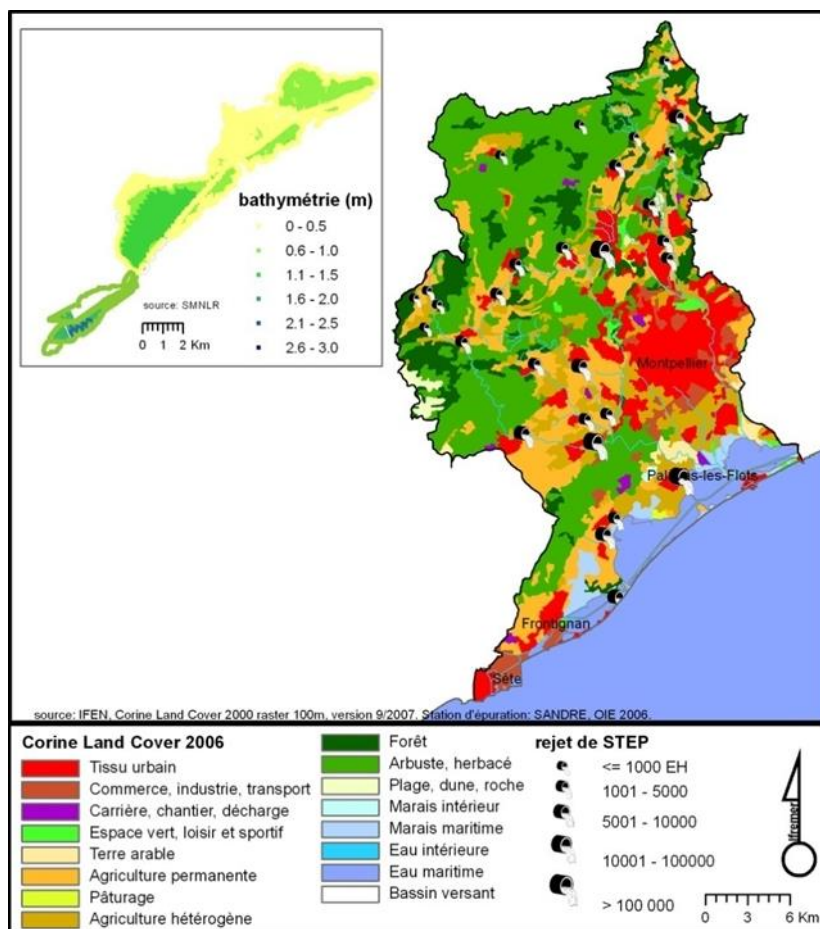 bathymétrie (m)
0 - 0.5
0.6 - 1.0
1.1 - 1.5
1.6 - 2.0
2.1 - 2.5
2.6 - 3.0
source: SMNLR
0 1 2 Km
Montpellier
Palavas-les-Flots
Frontignan
Sète
source: IFEN, Corine Land Cover 2000 raster 100m, version 9/2007. Station d'épuration: SANDRE, OIE 2006.
Corine Land Cover 2006
Tissu urbain
Commerce, industrie, transport
Carrière, chantier, décharge
Espace vert, loisir et sportif
Terre arable
Agriculture permanente
Pâturage
Agriculture hétérogène
Forêt
Arbuste, herbacé
Plage, dune, roche
Marais intérieur
Marais maritime
Eau intérieure
Eau maritime
Bassin versant
rejet de STEP
<= 1000 EH
1001 - 5000
5001 - 10000
10001 - 100000
> 100 000
Ifremer
0 3 6 Km